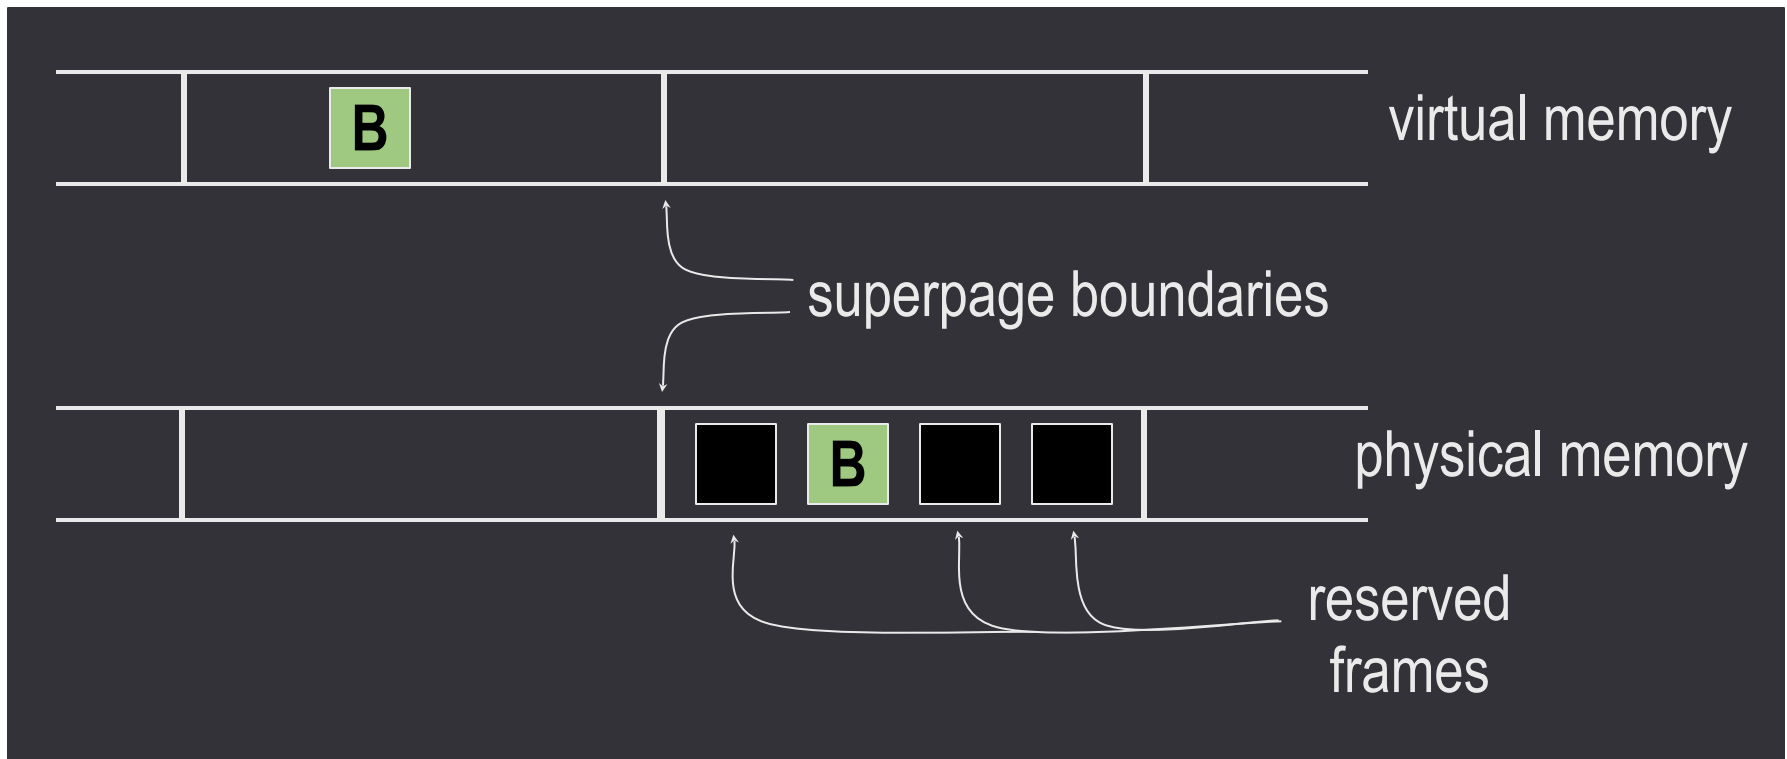 B
virtual memory
superpage boundaries
B
physical memory
reserved
frames